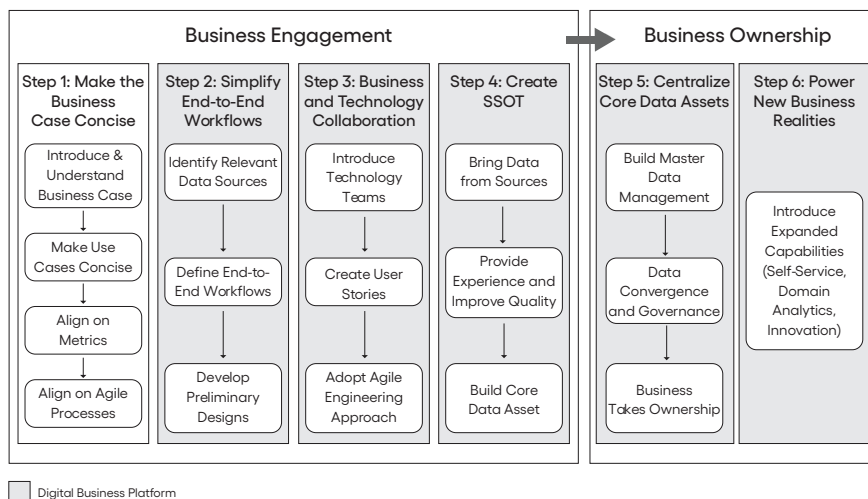 Business Engagement
Business Ownership
Step 1: Make the
Business
Case Concise
Introduce &
Understand
Business Case
Make Use
Cases Concise
Align on
Metrics
Align on Agile
Processes
Step 2: Simplify
End-to-End
Workflows
Identify Relevant
Data Sources
Define End-to-
End Workflows
Develop
Preliminary
Designs
Step 3: Business
and Technology
Collaboration
Introduce
Technology
Teams
Create User
Stories
Adopt Agile
Engineering
Approach
Step 4: Create
SSOT
Bring Data
from Sources
Provide
Experience and
Improve Quality
Build Core
Data Asset
Step 5: Centralize
Core Data Assets
Build Master
Data
Management
Data
Convergence
and Governance
Business
Takes Ownership
Step 6: Power
New Business
Realities
Introduce
Expanded
Capabilities
(Self-Service,
Domain
Analytics,
Innovation)
Digital Business Platform